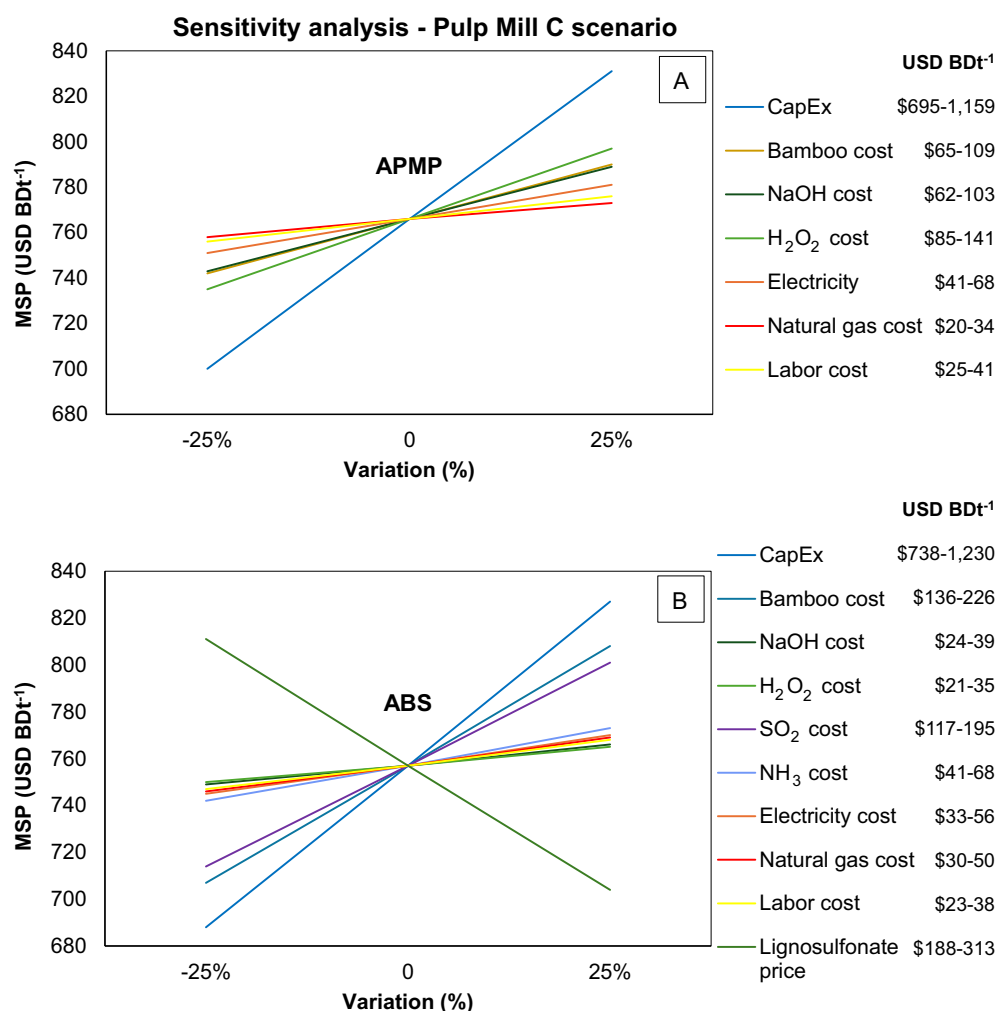 Sensitivity analysis - Pulp Mill C scenario
A
APMP
MSP (USD BDt⁻¹)
840
820
800
780
760
740
720
700
680
-25% 0 25%
Variation (%)
USD BDt⁻¹
CapEx $695-1,159
Bamboo cost $65-109
NaOH cost $62-103
H₂O₂ cost $85-141
Electricity $41-68
Natural gas cost $20-34
Labor cost $25-41
B
ABS
MSP (USD BDt⁻¹)
840
820
800
780
760
740
720
700
680
-25% 0 25%
Variation (%)
USD BDt⁻¹
CapEx $738-1,230
Bamboo cost $136-226
NaOH cost $24-39
H₂O₂ cost $21-35
SO₂ cost $117-195
NH₃ cost $41-68
Electricity cost $33-56
Natural gas cost $30-50
Labor cost $23-38
Lignosulfonate $188-313
price